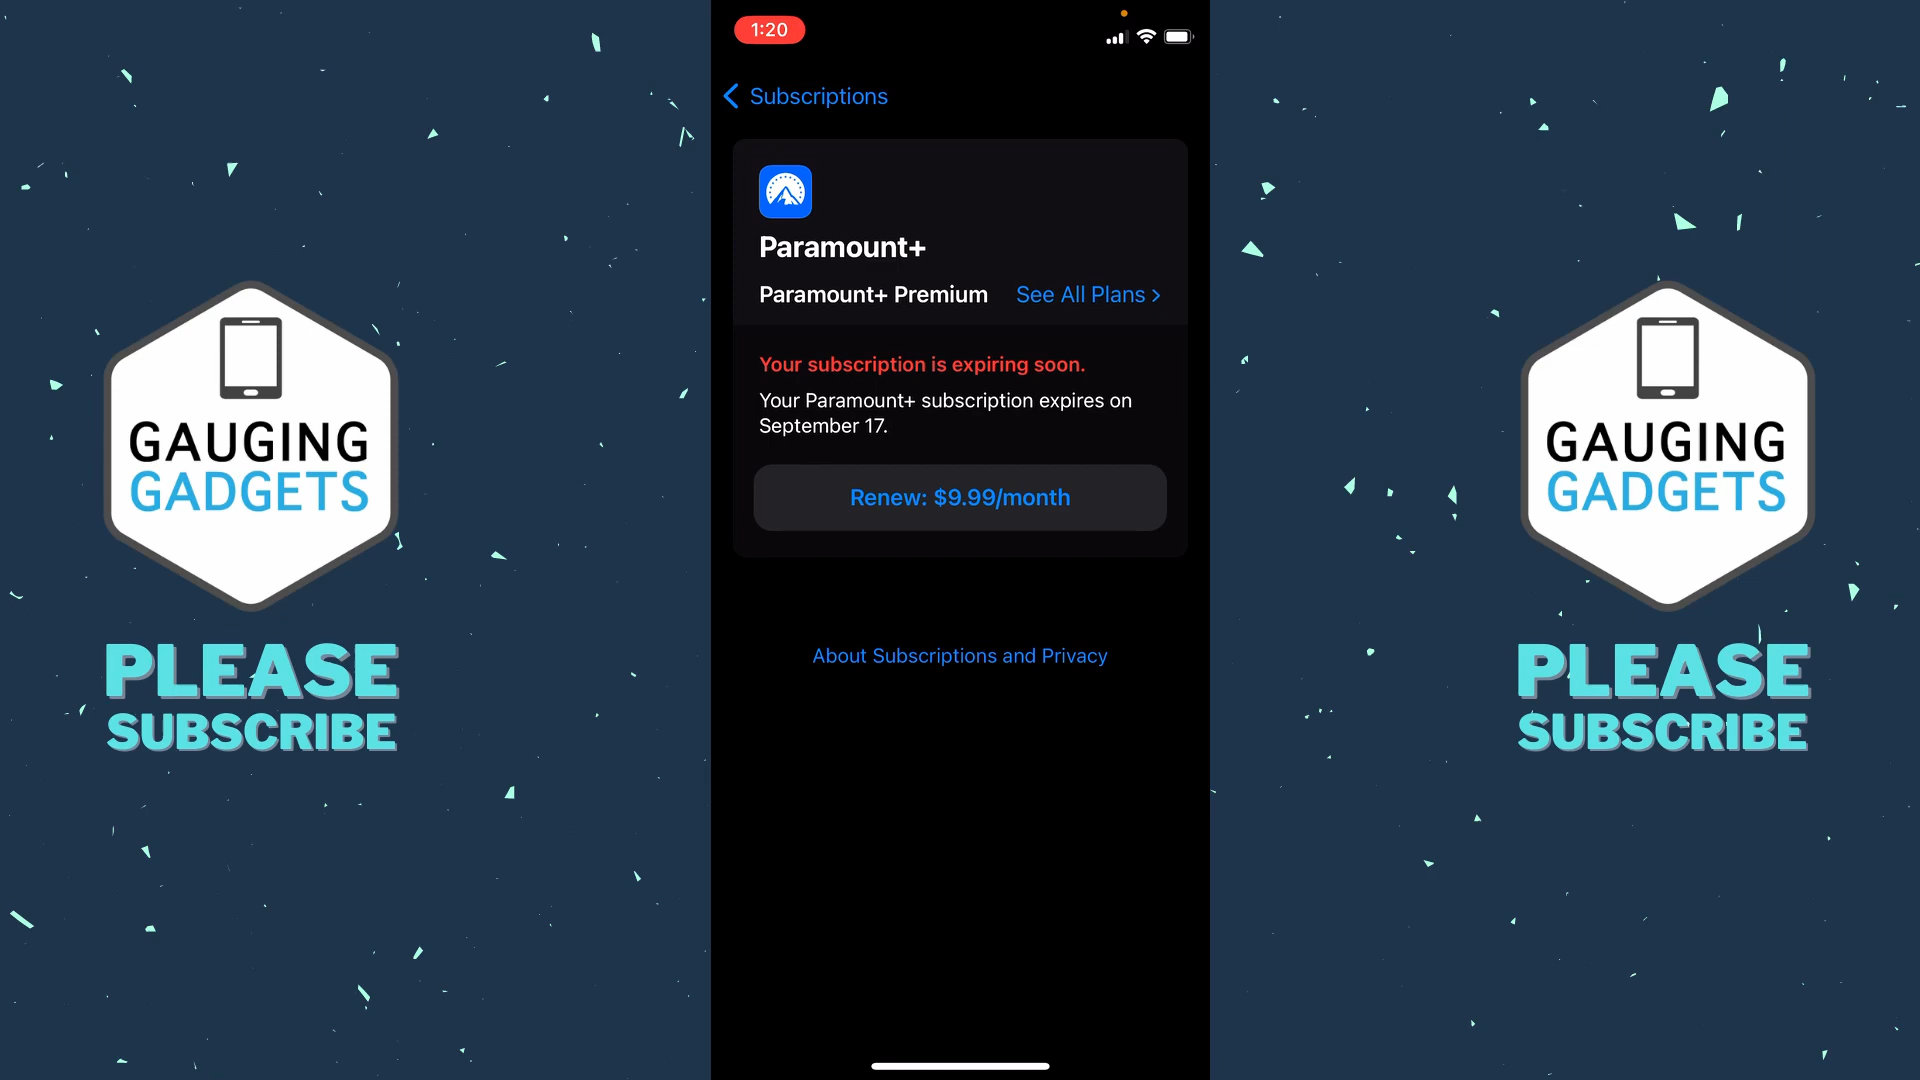 GAUGING
GADGETS
PLEASE
SUBSCRIBE
1:20
Subscriptions
Paramount+
Paramount+ Premium See All Plans
Your subscription is expiring soon.
Your Paramount+ subscription expires on
September 17.
Renew: $9.99/month
About Subscriptions and Privacy
GAUGING
GADGETS
PLEASE
SUBSCRIBE